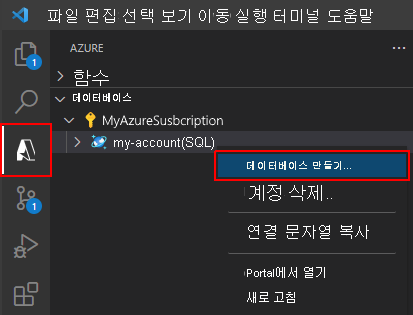 파일 편집 선택 보기 이동 실행 터미널 도움말
1
AZURE
함수
데이터베이스
MyAzureSusbcription
my-account(SQL)
데이터베이스 만들기...
계정 삭제..
연결 문자열 복사
Portal에서 열기
새로 고침
1